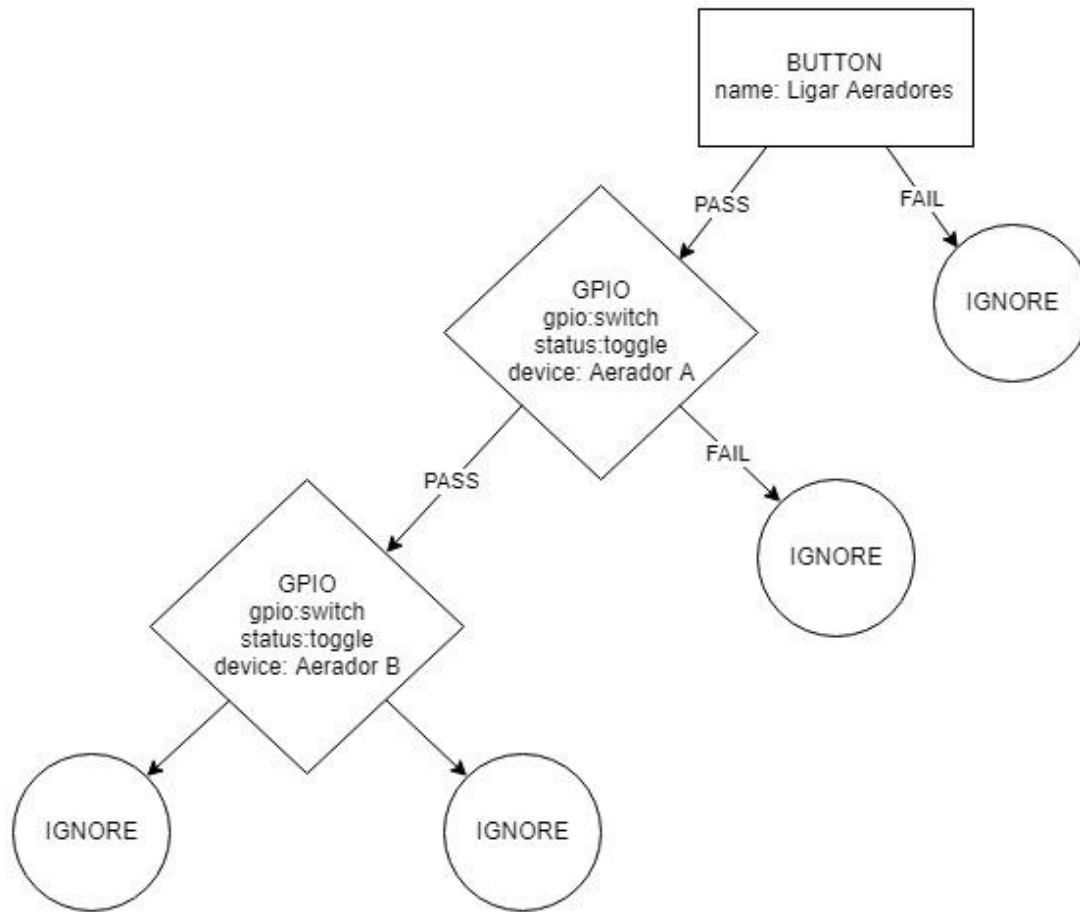 BUTTON
name: Ligar Aeradores
PASS
FAIL
IGNORE
GPIO
gpio:switch
status:toggle
device: Aerador A
PASS
FAIL
IGNORE
GPIO
gpio:switch
status:toggle
device: Aerador B
IGNORE
IGNORE